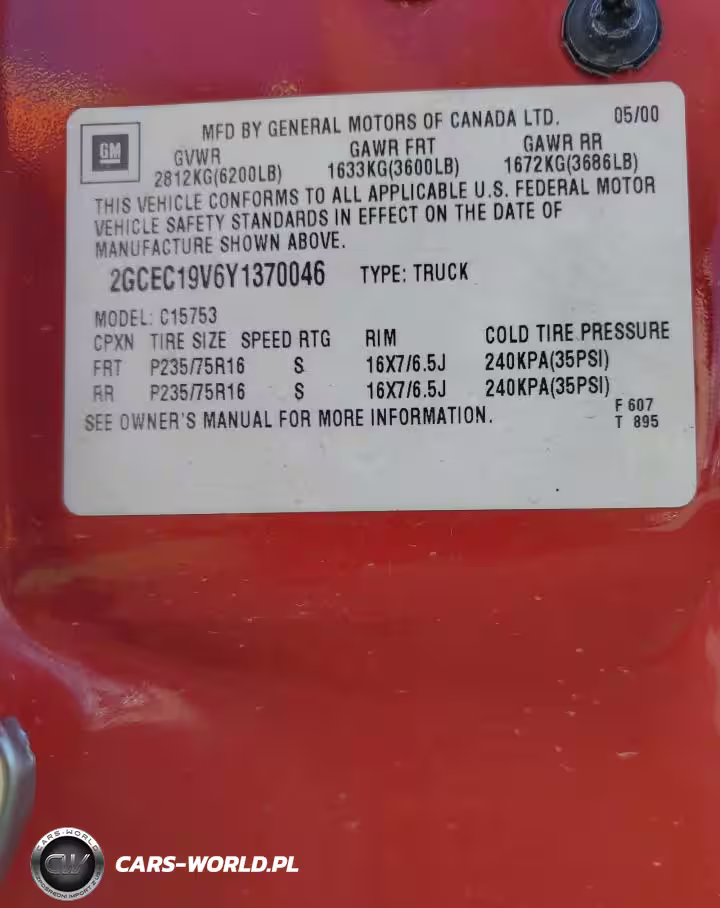 GM
MFD BY GENERAL MOTORS OF CANADA LTD. 05/00
GVWR GAWR FRT GAWR RR
2812KG(6200LB) 1633KG(3600LB) 1672KG(3686LB)
THIS VEHICLE CONFORMS TO ALL APPLICABLE U.S. FEDERAL MOTOR
VEHICLE SAFETY STANDARDS IN EFFECT ON THE DATE OF
MANUFACTURE SHOWN ABOVE.
2GCEC19V6Y1370046 TYPE: TRUCK
MODEL: C15753
CPXN TIRE SIZE SPEED RTG RIM COLD TIRE PRESSURE
FRT P235/75R16 S 16X7/6.5J 240KPA(35PSI)
RR P235/75R16 S 16X7/6.5J 240KPA(35PSI)
SEE OWNER'S MANUAL FOR MORE INFORMATION.
F 607
T 895
CARS-WORLD
CW
CARS-WORLD.PL